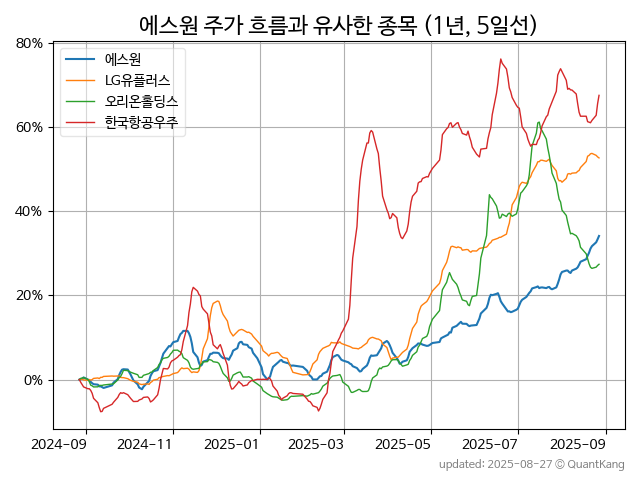 에스원 주가 흐름과 유사한 종목 (1년, 5일선)
에스원
LG유플러스
오리온홀딩스
한국항공우주
80%
60%
40%
20%
0%
2024-09
2024-11
2025-01
2025-03
2025-05
2025-07
2025-09
updated: 2025-08-27 © QuantKang